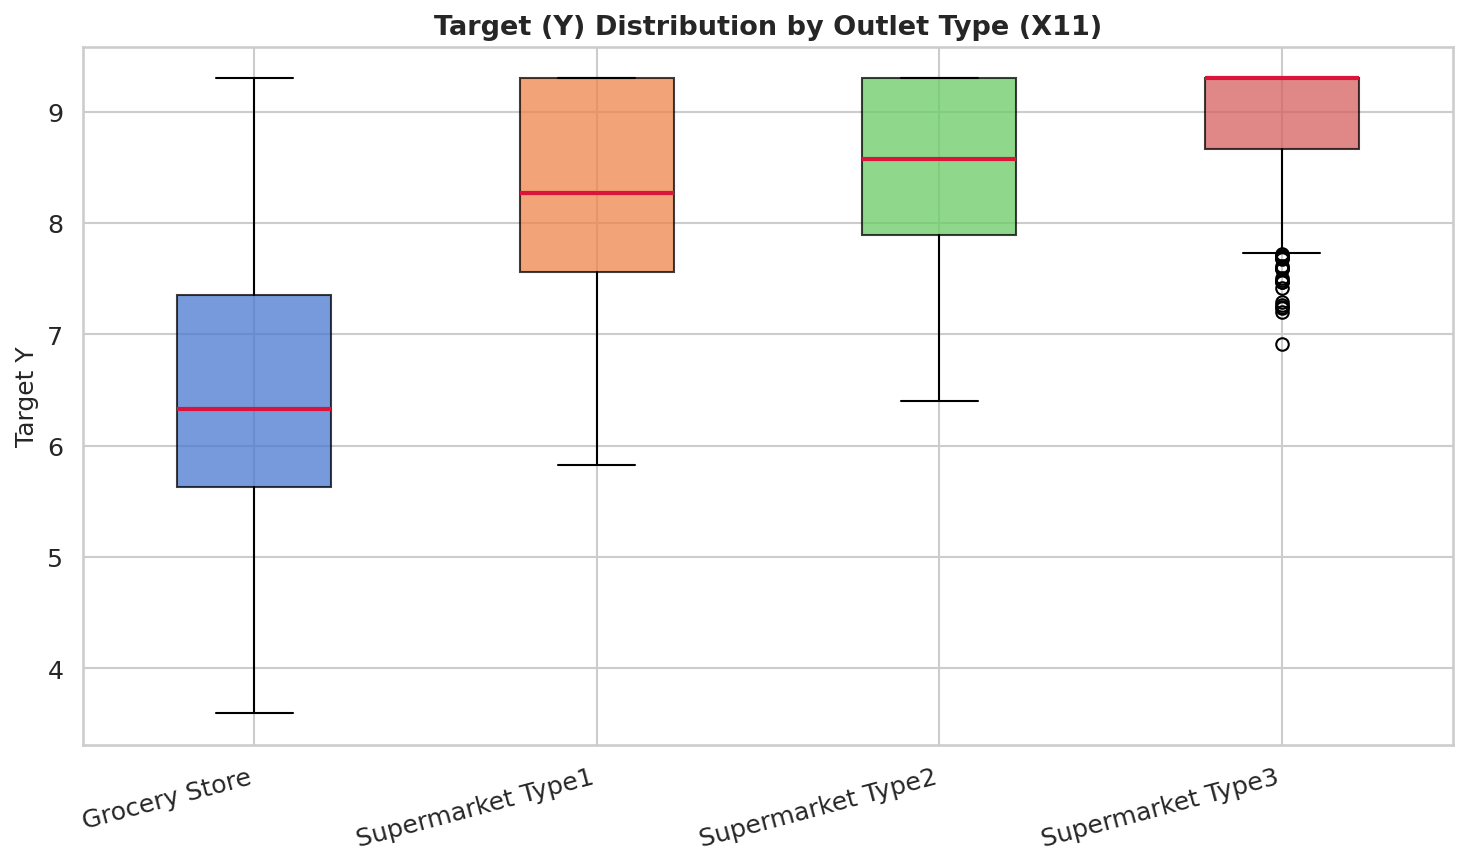 Target (Y) Distribution by Outlet Type (X11)
9
8
7
6
5
4
Target Y
Grocery Store
Supermarket Type1
Supermarket Type2
Supermarket Type3